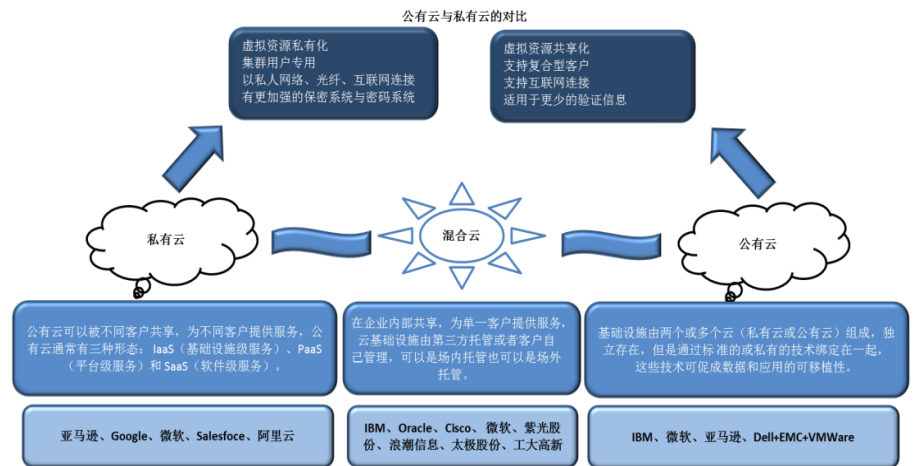 公有云与私有云的对比
虚拟资源私有化
集群用户专用
以私人网络、光纤、互联网连接
有更加强的保密系统与密码系统
虚拟资源共享化
支持复合型客户
支持互联网连接
适用于更少的验证信息
私有云
混合云
公有云
公有云可以被不同客户共享，为不同客户提供服务，公
有云通常有三种形态： IaaS（基础设施级服务）、PaaS
（平台级服务）和 SaaS（软件级服务）。
在企业内部共享，为单一客户提供服务，
云基础设施由第三方托管或者客户自
己管理，可以是场内托管也可以是场外
托管。
基础设施由两个或多个云（私有云或公有云）组成，独
立存在，但是通过标准的或私有的技术绑定在一起，
这些技术可促成数据和应用的可移植性。
亚马逊、Google、微软、Salesfoce、阿里云
IBM、Oracle、Cisco、微软、紫光股
份、浪潮信息、太极股份、工大高新
IBM、微软、亚马逊、Dell+EMC+VMWare